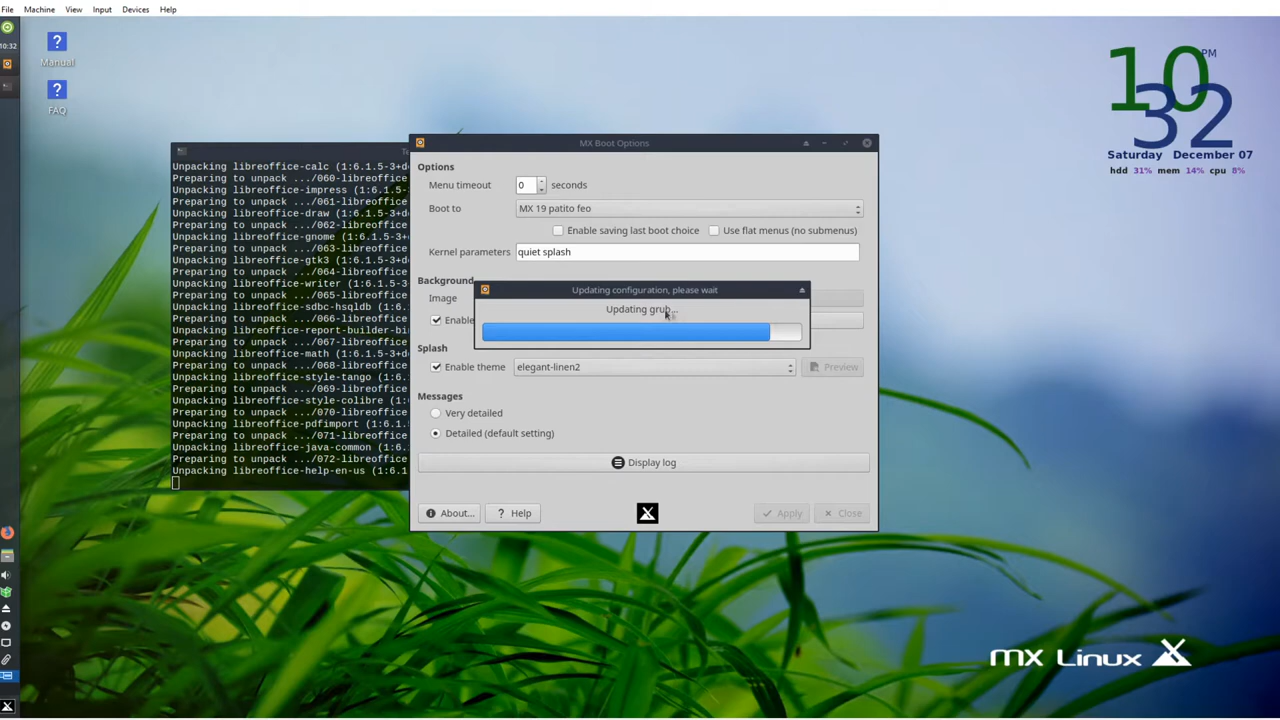 File Machine View Input Devices Help
10:32
Manual
FAQ
10 PM
32
Saturday December 07
hdd 31% mem 14% cpu 8%
Unpacking libreoffice-calc (1:6.1.5-3+de
Preparing to unpack .../060-libreoffice
Unpacking libreoffice-impress (1:6.1.5-
Preparing to unpack .../061-libreoffice
Unpacking libreoffice-draw (1:6.1.5-3+d
Preparing to unpack .../062-libreoffice
Unpacking libreoffice-gnome (1:6.1.5-3+
Preparing to unpack .../063-libreoffice
Unpacking libreoffice-gtk3 (1:6.1.5-3+d
Preparing to unpack .../064-libreoffice
Unpacking libreoffice-writer (1:6.1.5-3
Preparing to unpack .../065-libreoffice
Unpacking libreoffice-sdbc-hsqldb (1:6.
Preparing to unpack .../066-libreoffice
Unpacking libreoffice-report-builder-bi
Preparing to unpack .../067-libreoffice
Unpacking libreoffice-math (1:6.1.5-3+d
Preparing to unpack .../068-libreoffice
Unpacking libreoffice-style-tango (1:6.
Preparing to unpack .../069-libreoffice
Unpacking libreoffice-style-colibre (1:
Preparing to unpack .../070-libreoffice
Unpacking libreoffice-pdfimport (1:6.1.
Preparing to unpack .../071-libreoffice
Unpacking libreoffice-java-common (1:6.
Preparing to unpack .../072-libreoffice
Unpacking libreoffice-help-en-us (1:6.1
MX Boot Options
Options
Menu timeout 0 seconds
Boot to MX 19 patito feo
Enable saving last boot choice Use flat menus (no submenus)
Kernel parameters quiet splash
Background
Image
Enable
Updating configuration, please wait
Updating grub...
Splash
Enable theme elegant-linen2 Preview
Messages
Very detailed
Detailed (default setting)
Display log
About... Help Apply Close
MX Linux